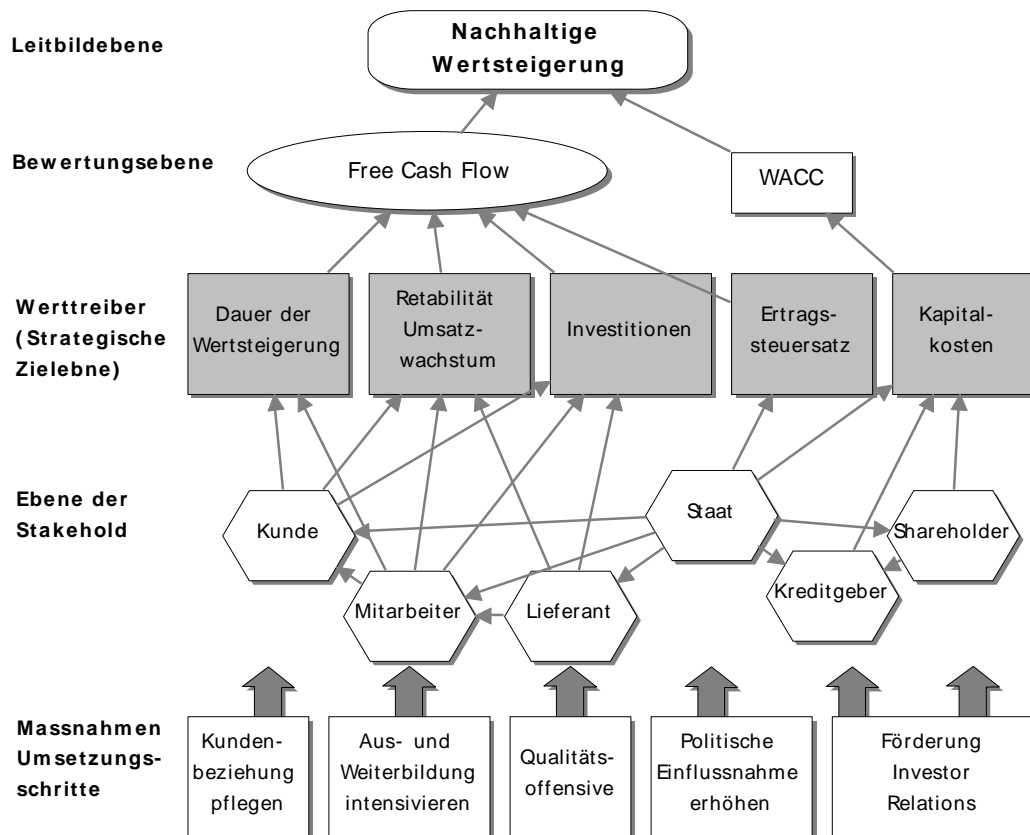 Leitbildebene
Nachhaltige
Wertsteigerung
Bewertungsebene
Free Cash Flow
WACC
Werttreiber
(Strategische
Zielebne)
Dauer der
Wertsteigerung
Retabilität
Umsatz-
wachstum
Investitionen
Ertrags-
steuersatz
Kapital-
kosten
Ebene der
Stakehold
Kunde
Staat
Shareholder
Mitarbeiter
Lieferant
Kreditgeber
Massnahmen
Umsetzungs-
schritte
Kunden-
beziehung
pflegen
Aus- und
Weiterbildung
intensivieren
Qualitäts-
offensive
Politische
Einflussnahme
erhöhen
Förderung
Investor
Relations